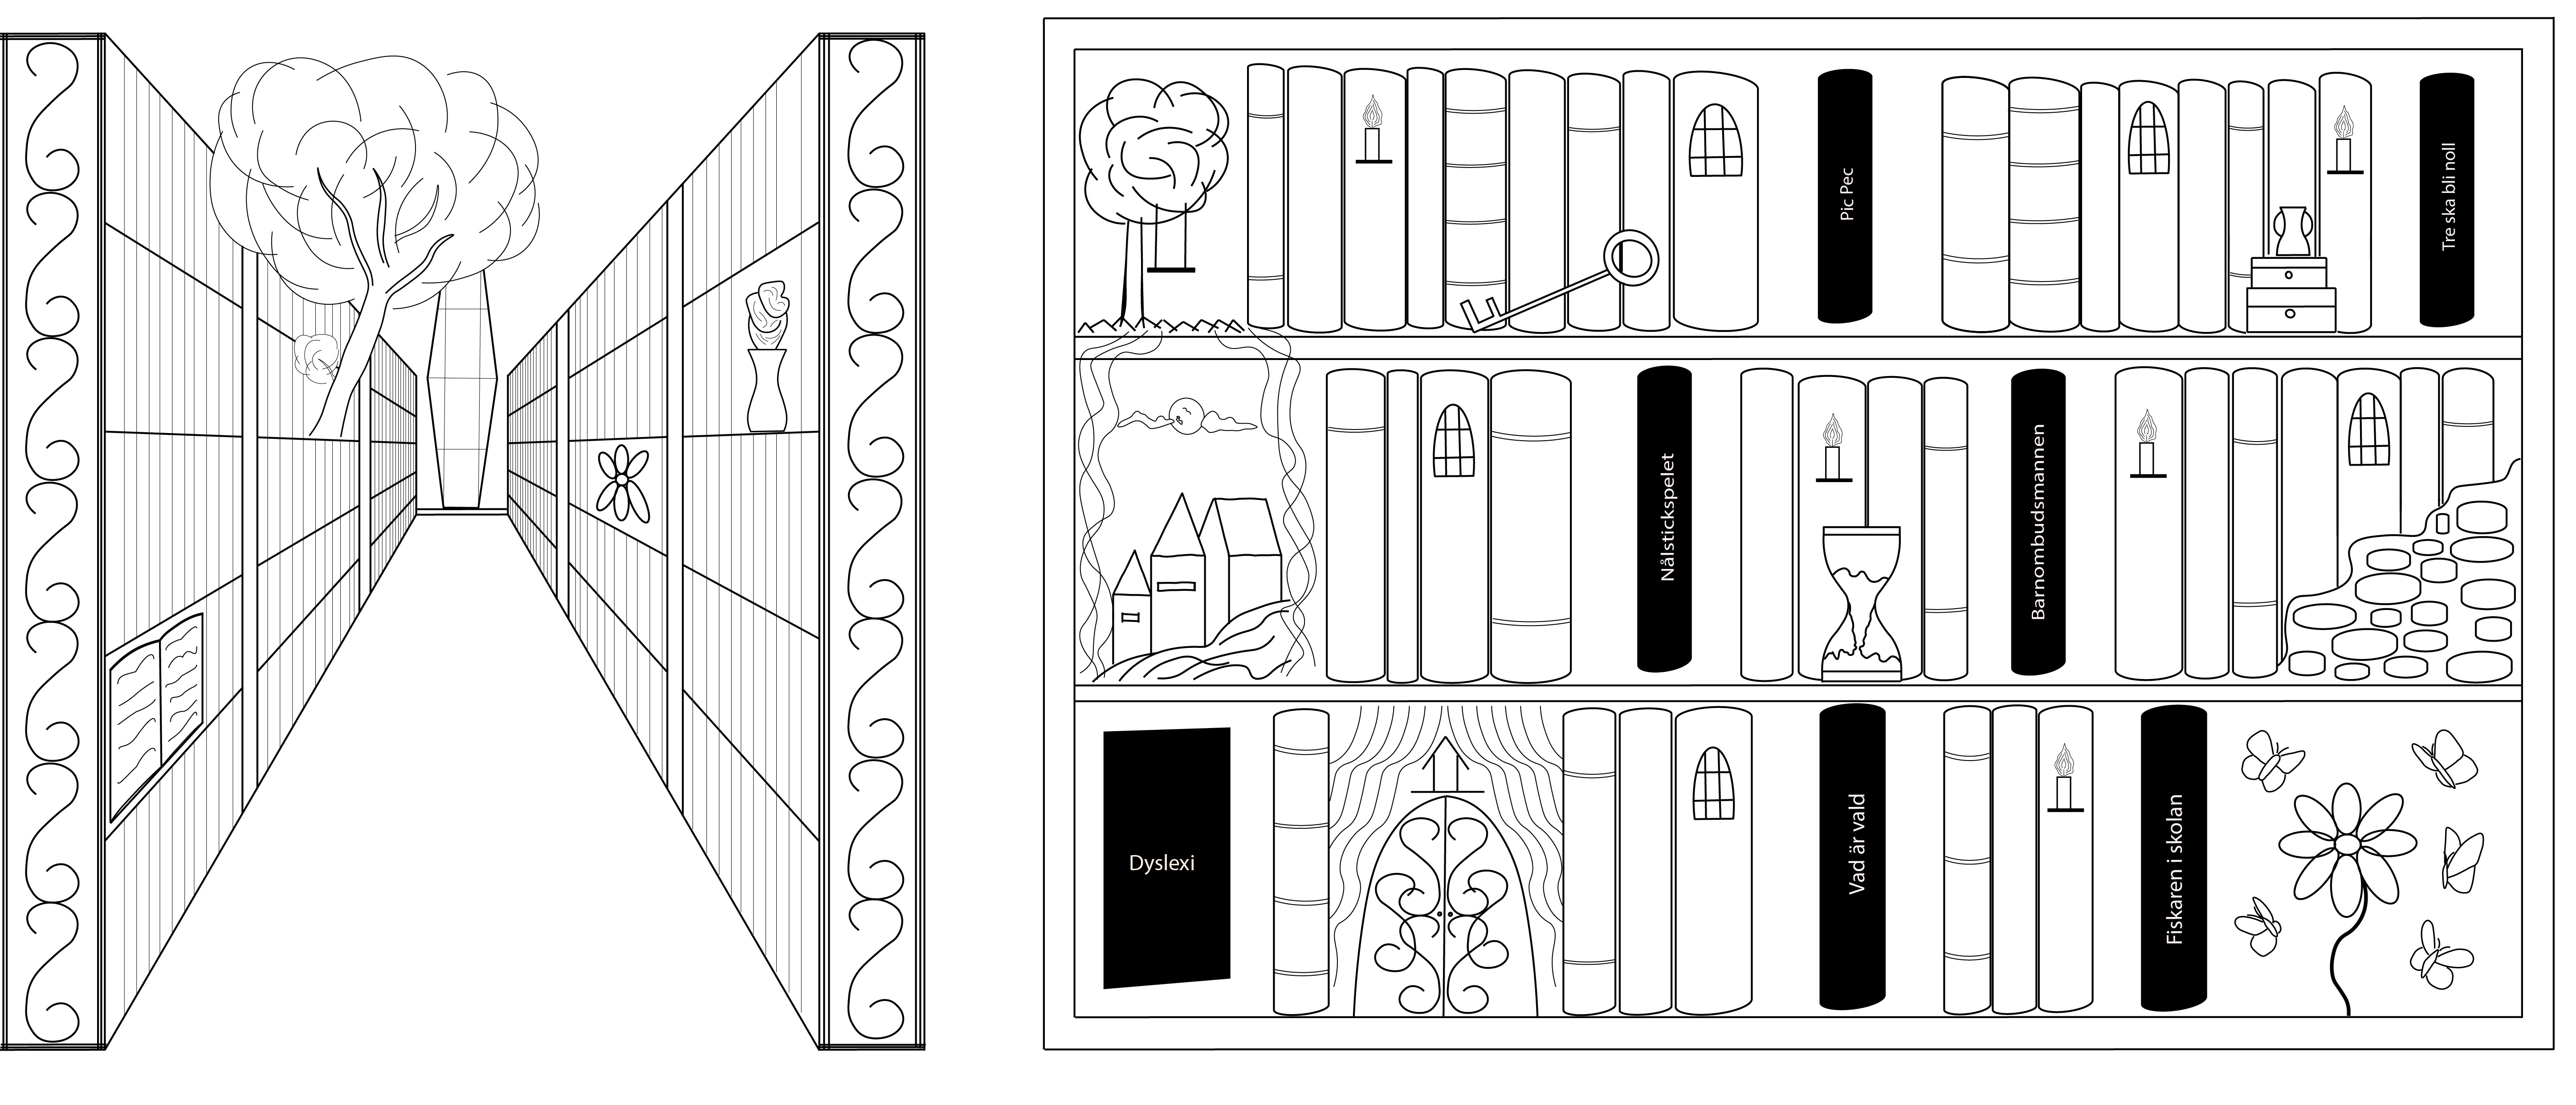 Pic Pec
Tre ska bli noll
Nålstickspelet
Barnombudsmannen
Dyslexi
Vad är vald
Fiskaren i skolan